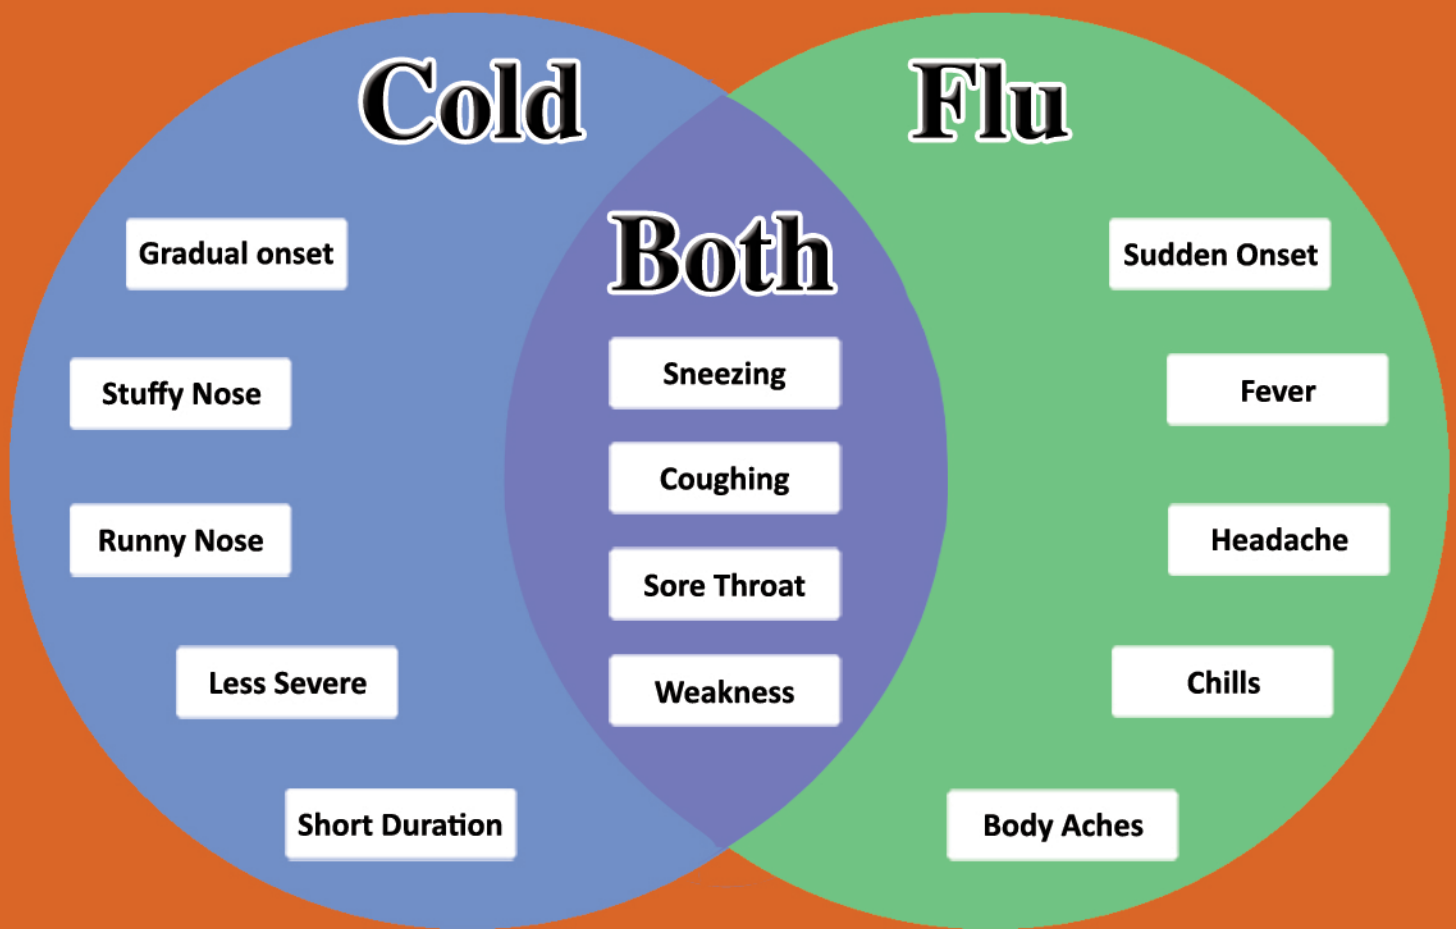 Cold
Gradual onset
Stuffy Nose
Runny Nose
Less Severe
Short Duration
Both
Sneezing
Coughing
Sore Throat
Weakness
Flu
Sudden Onset
Fever
Headache
Chills
Body Aches